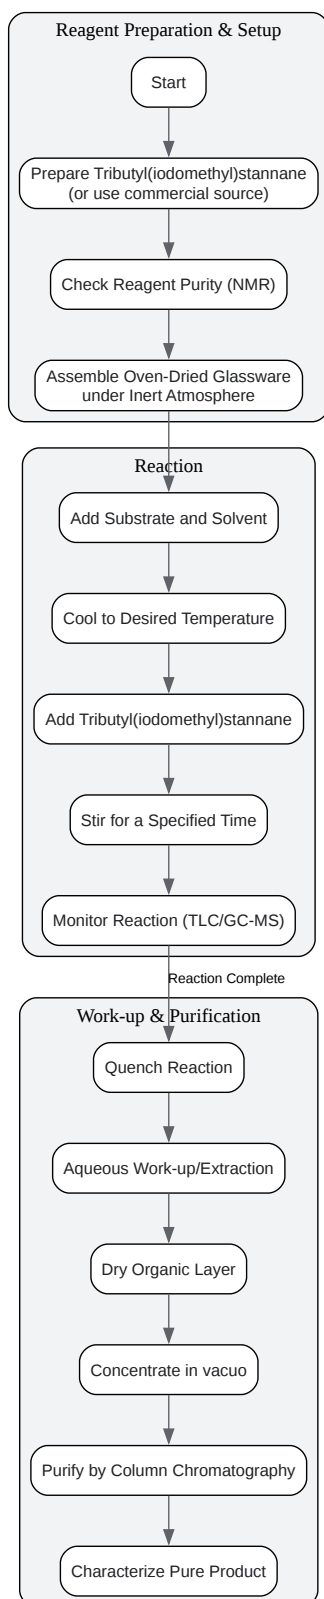 Reagent Preparation & Setup
Start
Prepare Tributyl(iodomethyl)stannane
(or use commercial source)
Check Reagent Purity (NMR)
Assemble Oven-Dried Glassware
under Inert Atmosphere
Reaction
Add Substrate and Solvent
Cool to Desired Temperature
Add Tributyl(iodomethyl)stannane
Stir for a Specified Time
Monitor Reaction (TLC/GC-MS)
Reaction Complete
Work-up & Purification
Quench Reaction
Aqueous Work-up/Extraction
Dry Organic Layer
Concentrate in vacuo
Purify by Column Chromatography
Characterize Pure Product